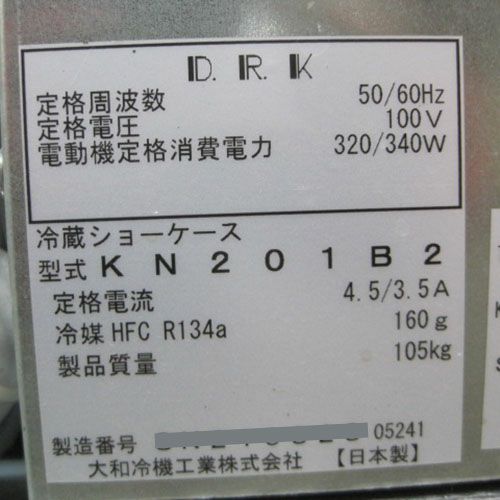 D. R. K
定格周波数 50/60Hz
定格電圧 100V
電動機定格消費電力 320/340W
冷蔵ショーケース
型式 KN201B2
定格電流 4.5/3.5A
冷媒 HFC R134a 160g
製品質量 105kg
製造番号 05241
大和冷機工業株式会社 【日本製】